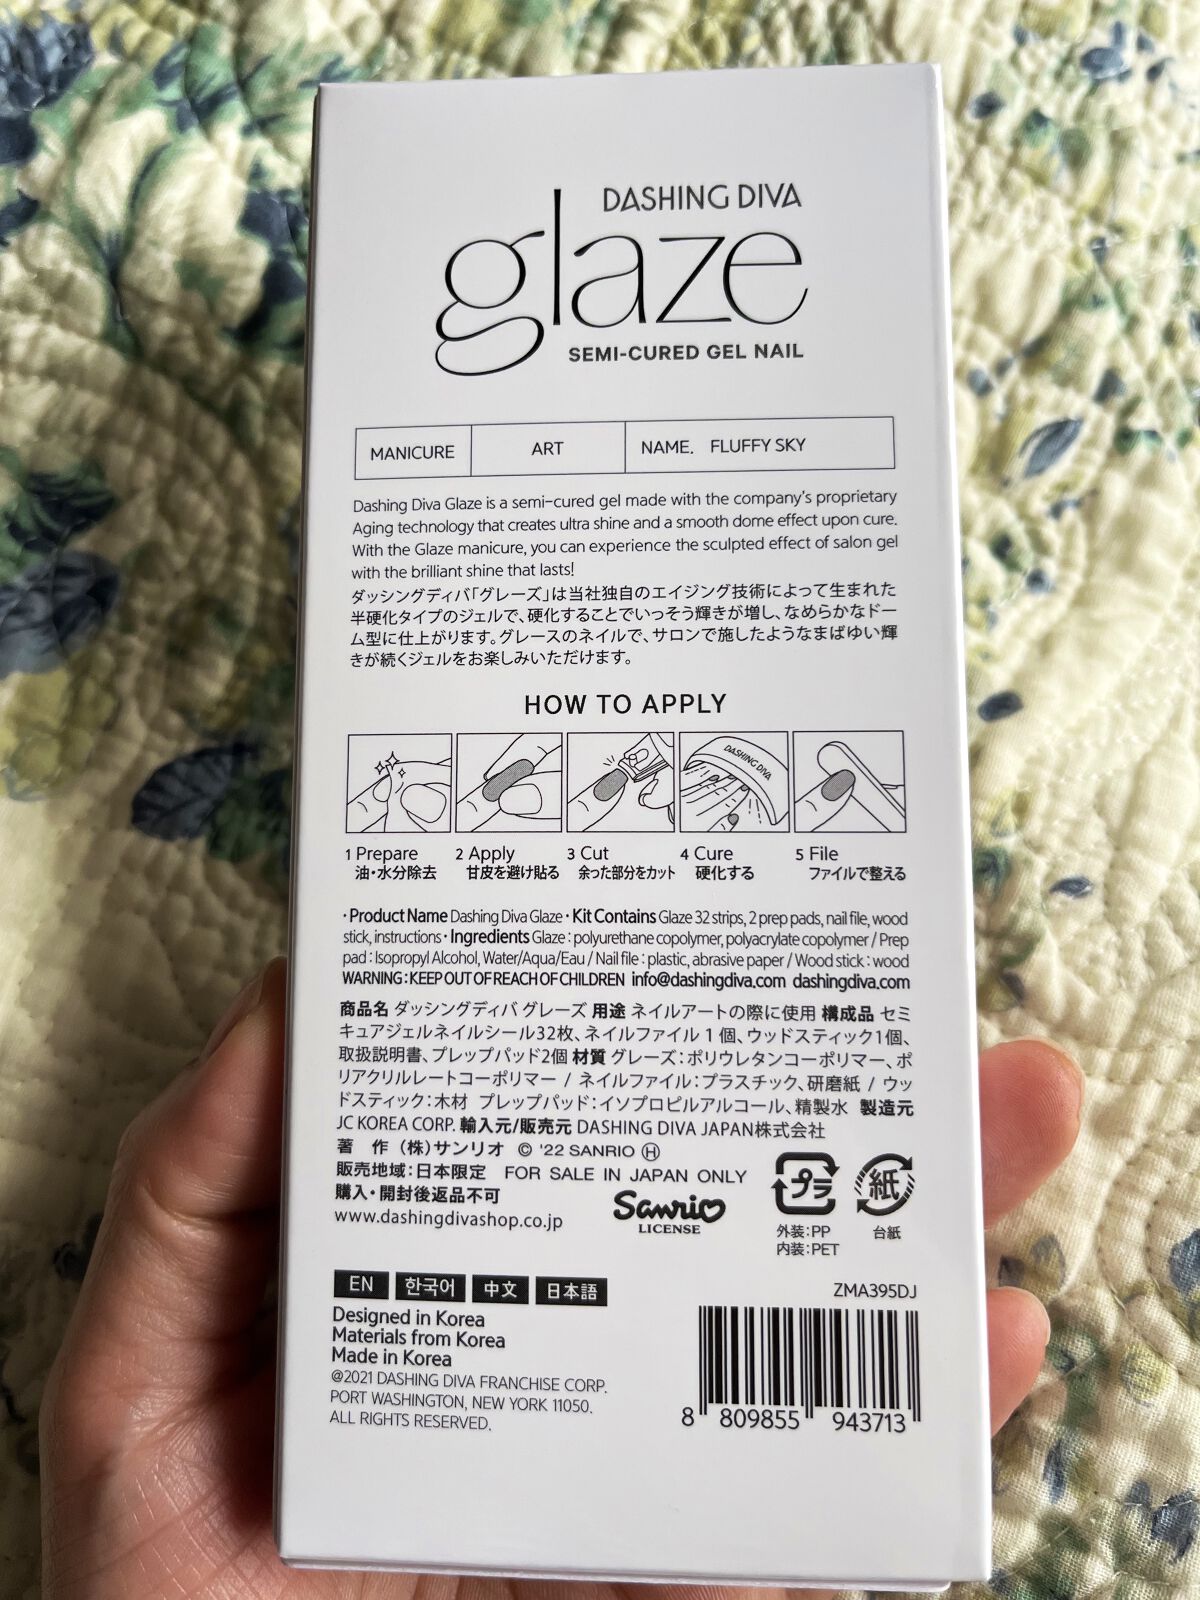 DASHING DIVA
glaze
SEMI-CURED GEL NAIL
MANICURE ART NAME. FLUFFY SKY
Dashing Diva Glaze is a semi-cured gel made with the company's proprietary
Aging technology that creates ultra shine and a smooth dome effect upon cure.
With the Glaze manicure, you can experience the sculpted effect of salon gel
with the brilliant shine that lasts!
ダッシングディバ「グレーズ」は当社独自のエイジング技術によって生まれた
半硬化タイプのジェルで、硬化することでいっそう輝きが増し、なめらかなドー
ム型に仕上がります。グレースのネイルで、サロンで施したようなまばゆい輝
きが続くジェルをお楽しみいただけます。
HOW TO APPLY
DASHING DIVA
1 Prepare 2 Apply 3 Cut 4 Cure 5 File
油・水分除去 甘皮を避け貼る 余った部分をカット 硬化する ファイルで整える
・Product Name Dashing Diva Glaze・Kit Contains Glaze 32 strips, 2 prep pads, nail file, wood
stick, instructions・Ingredients Glaze : polyurethane copolymer, polyacrylate copolymer / Prep
pad : Isopropyl Alcohol, Water/Aqua/Eau / Nail file : plastic, abrasive paper / Wood stick : wood
WARNING : KEEP OUT OF REACH OF CHILDREN info@dashingdiva.com dashingdiva.com
商品名 ダッシングディバ グレーズ 用途 ネイルアートの際に使用 構成品 セミ
キュアジェルネイルシール32枚、ネイルファイル 1 個、ウッドスティック1個、
取扱説明書、プレップパッド2個 材質 グレーズ：ポリウレタンコーポリマー、ポ
リアクリルレートコーポリマー / ネイルファイル：プラスチック、研磨紙 / ウッ
ドスティック：木材 プレップパッド：イソプロピルアルコール、精製水 製造元
JC KOREA CORP. 輸入元/販売元 DASHING DIVA JAPAN株式会社
著 作 （株）サンリオ © '22 SANRIO Ⓗ
販売地域：日本限定 FOR SALE IN JAPAN ONLY
購入・開封後返品不可
www.dashingdivashop.co.jp
Sanrio
LICENSE
プラ
外装：PP
内装：PET
紙
台紙
EN 한국어 中文 日本語
Designed in Korea
Materials from Korea
Made in Korea
@2021 DASHING DIVA FRANCHISE CORP.
PORT WASHINGTON, NEW YORK 11050.
ALL RIGHTS RESERVED.
ZMA395DJ
8 809855 943713